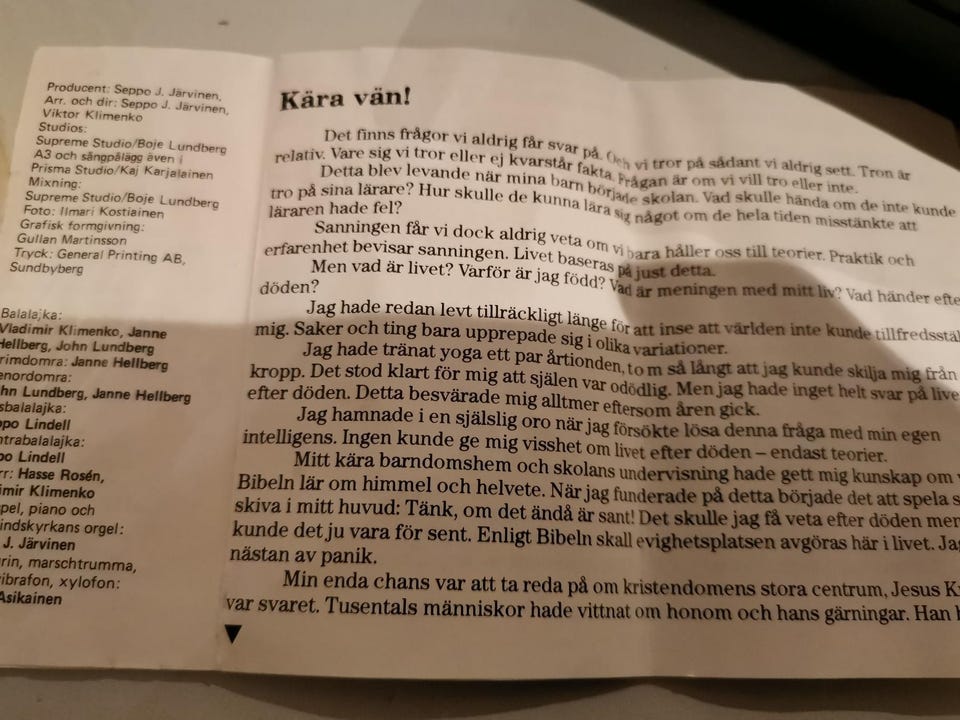 Producent: Seppo J. Järvinen,
Arr. och dir: Seppo J. Järvinen,
Viktor Klimenko
Studios:
Supreme Studio/Boje Lundberg
A3 och sångpålägg även i
Prisma Studio/Kaj Karjalainen
Mixning:
Supreme Studio/Boje Lundberg
Foto: Ilmari Kostiainen
Grafisk formgivning:
Gullan Martinsson
Tryck: General Printing AB,
Sundbyberg
Balalajka:
Vladimir Klimenko, Janne
Hellberg, John Lundberg
rimdomra: Janne Hellberg
enordomra:
hn Lundberg, Janne Hellberg
sbalalajka:
ppo Lindell
ntrabalalajka:
po Lindell
rr: Hasse Rosén,
imir Klimenko
spel, piano och
indskyrkans orgel:
J. Järvinen
rin, marschtrumma,
vibrafon, xylofon:
Asikainen
Kära vän!
Det finns frågor vi aldrig får svar på. Och vi tror på sådant vi aldrig sett. Tron är
relativ. Vare sig vi tror eller ej kvarstår fakta. Frågan är om vi vill tro eller inte.
Detta blev levande när mina barn började skolan. Vad skulle hända om de inte kunde
tro på sina lärare? Hur skulle de kunna lära sig något om de hela tiden misstänkte att
läraren hade fel?
Sanningen får vi dock aldrig veta om vi bara håller oss till teorier. Praktik och
erfarenhet bevisar sanningen. Livet baseras på just detta.
Men vad är livet? Varför är jag född? Vad är meningen med mitt liv? Vad händer efte
döden?
Jag hade redan levt tillräckligt länge för att inse att världen inte kunde tillfredsstäl
mig. Saker och ting bara upprepade sig i olika variationer.
Jag hade tränat yoga ett par årtionden, to m så långt att jag kunde skilja mig från
kropp. Det stod klart för mig att själen var odödlig. Men jag hade inget helt svar på live
efter döden. Detta besvärade mig alltmer eftersom åren gick.
Jag hamnade i en själslig oro när jag försökte lösa denna fråga med min egen
intelligens. Ingen kunde ge mig visshet om livet efter döden – endast teorier.
Mitt kära barndomshem och skolans undervisning hade gett mig kunskap om v
Bibeln lär om himmel och helvete. När jag funderade på detta började det att spela s
skiva i mitt huvud: Tänk, om det ändå är sant! Det skulle jag få veta efter döden men
kunde det ju vara för sent. Enligt Bibeln skall evighetsplatsen avgöras här i livet. Ja
nästan av panik.
Min enda chans var att ta reda på om kristendomens stora centrum, Jesus K
var svaret. Tusentals människor hade vittnat om honom och hans gärningar. Han